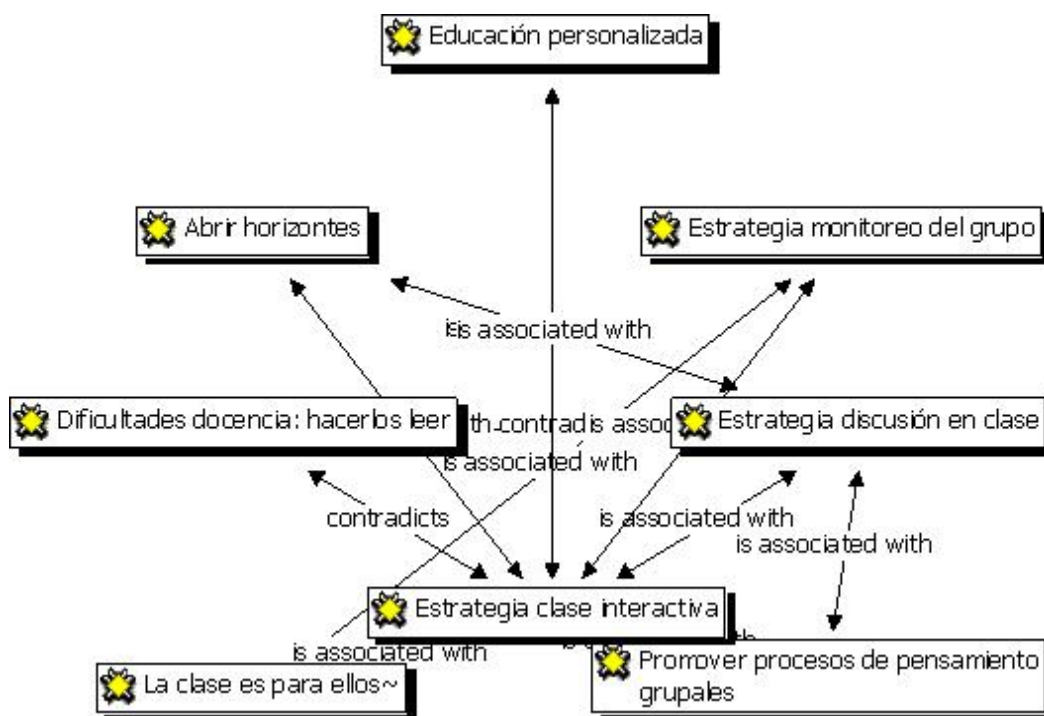 Educación personalizada
Abrir horizontes
Estrategia monitoreo del grupo
is associated with
Dificultades docencia: hacerlos leer
Estrategia discusión en clase
is associated with
contradicts
is associated with
is associated with
Estrategia clase interactiva
is associated with
La clase es para ellos~
Promover procesos de pensamiento
grupales